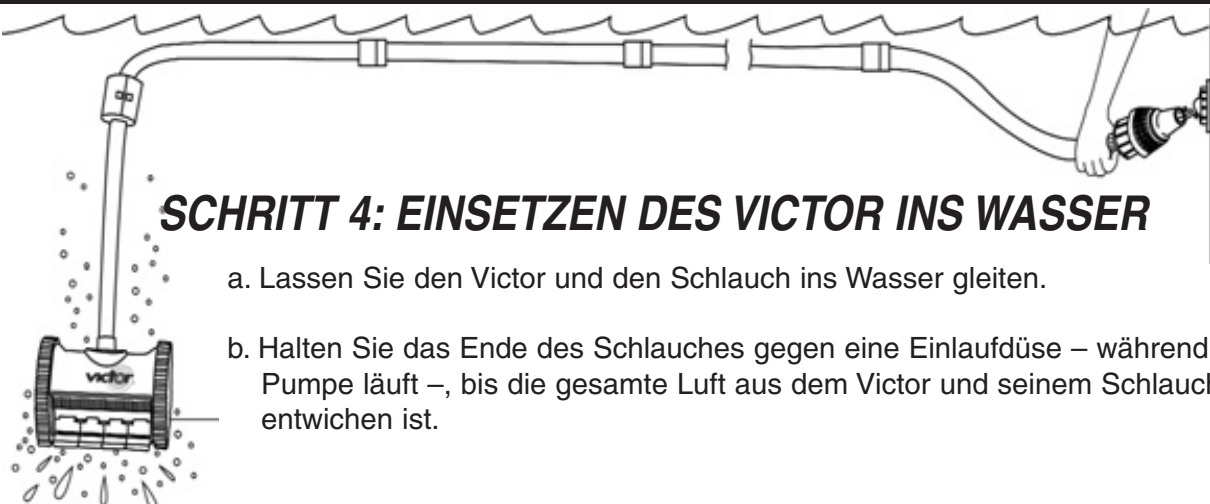 SCHRITT 4: EINSETZEN DES VICTOR INS WASSER
a. Lassen Sie den Victor und den Schlauch ins Wasser gleiten.
b. Halten Sie das Ende des Schlauches gegen eine Einlaufdüse – während
Pumpe läuft –, bis die gesamte Luft aus dem Victor und seinem Schlauch
entwichen ist.
victor